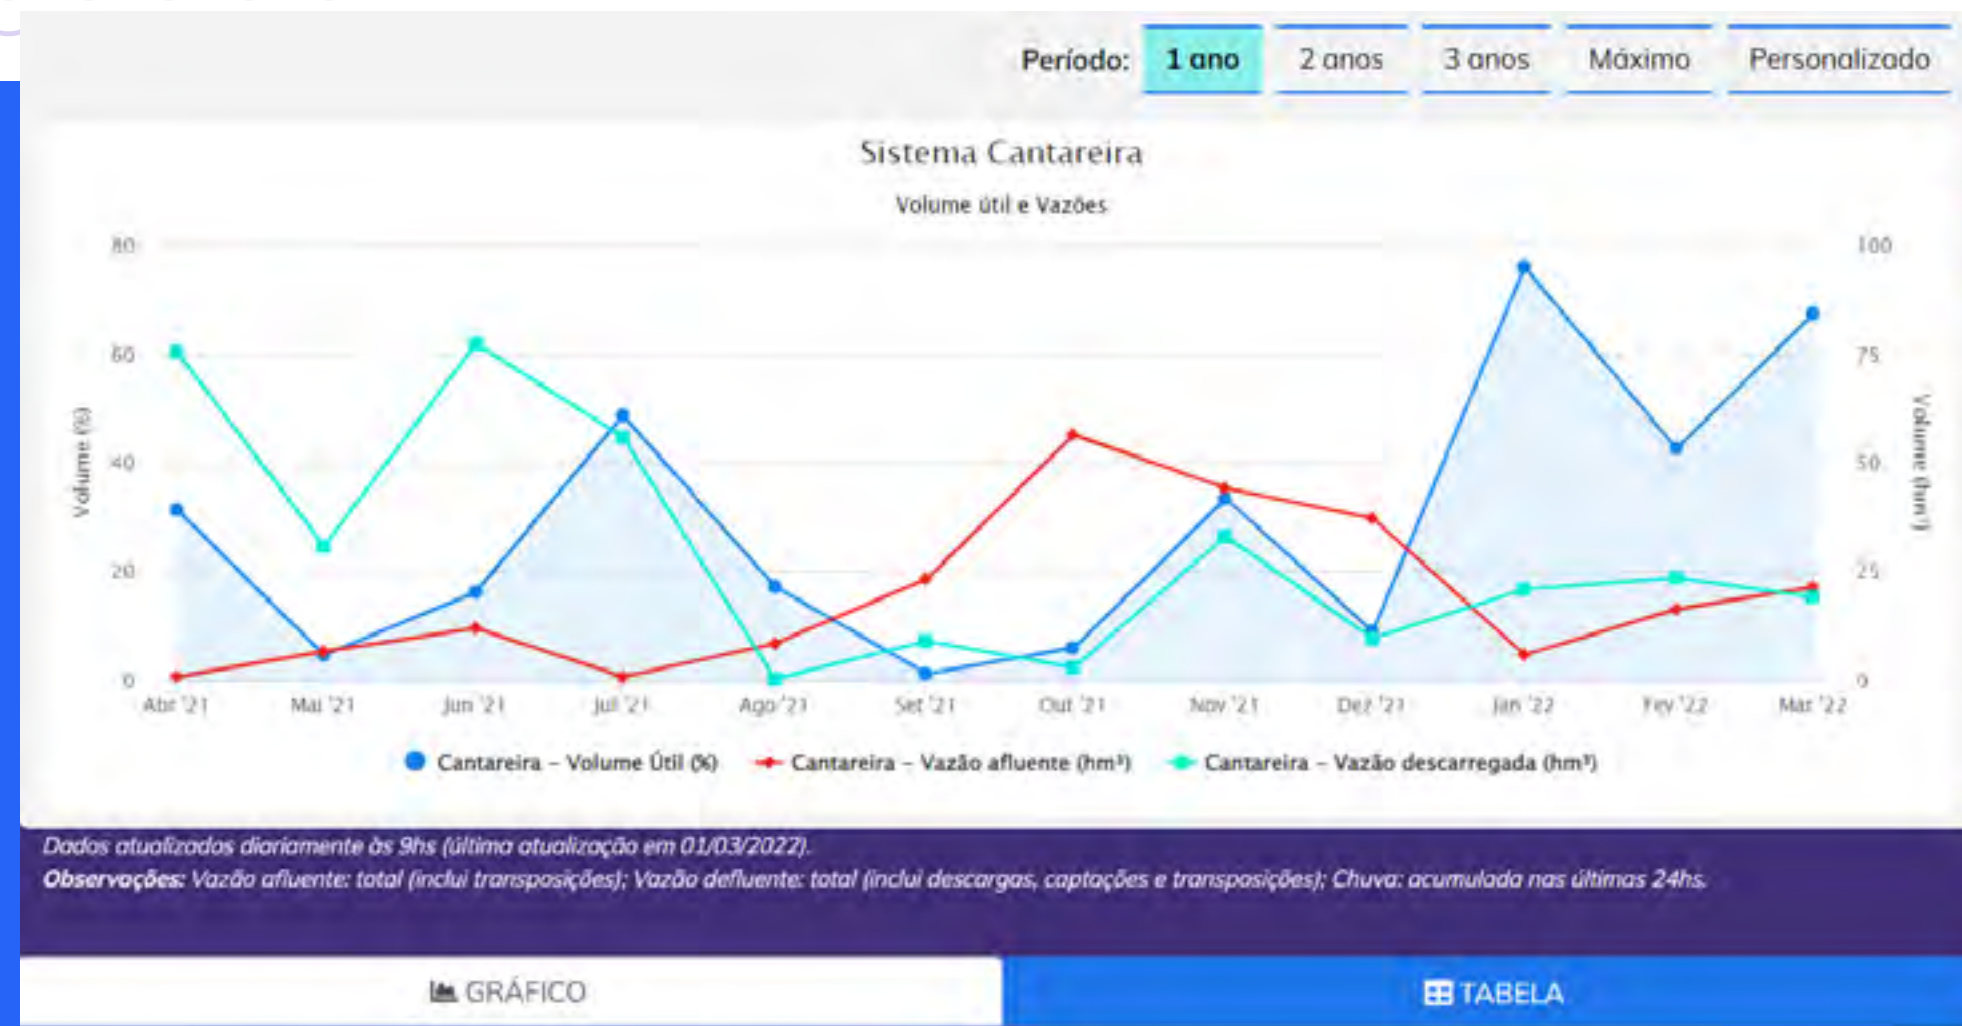 Período: 1 ano 2 anos 3 anos Máximo Personalizado
Sistema Cantareira
Volume útil e Vazões
80 100
60 75
40 50
20 25
0 0
Volume (%)
Volume (hm³)
Abr '21 Mai '21 Jun '21 Jul '21 Ago '21 Set '21 Out '21 Nov '21 Dez '21 Jan '22 Fev '22 Mar '22
Cantareira – Volume Útil (%) Cantareira – Vazão afluente (hm³) Cantareira – Vazão descarregada (hm³)
Dados atualizados diariamente às 9hs (última atualização em 01/03/2022).
Observações: Vazão afluente: total (inclui transposições); Vazão defluente: total (inclui descargas, captações e transposições); Chuva: acumulada nas últimas 24hs.
GRÁFICO TABELA